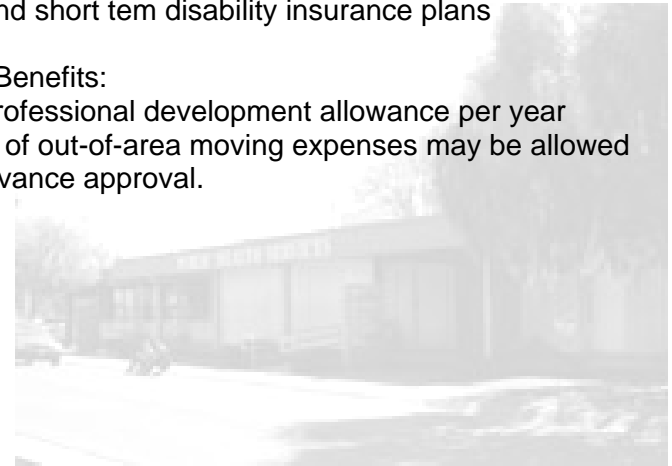 nd short tem disability insurance plans
Benefits:
rofessional development allowance per year
of out-of-area moving expenses may be allowed
vance approval.